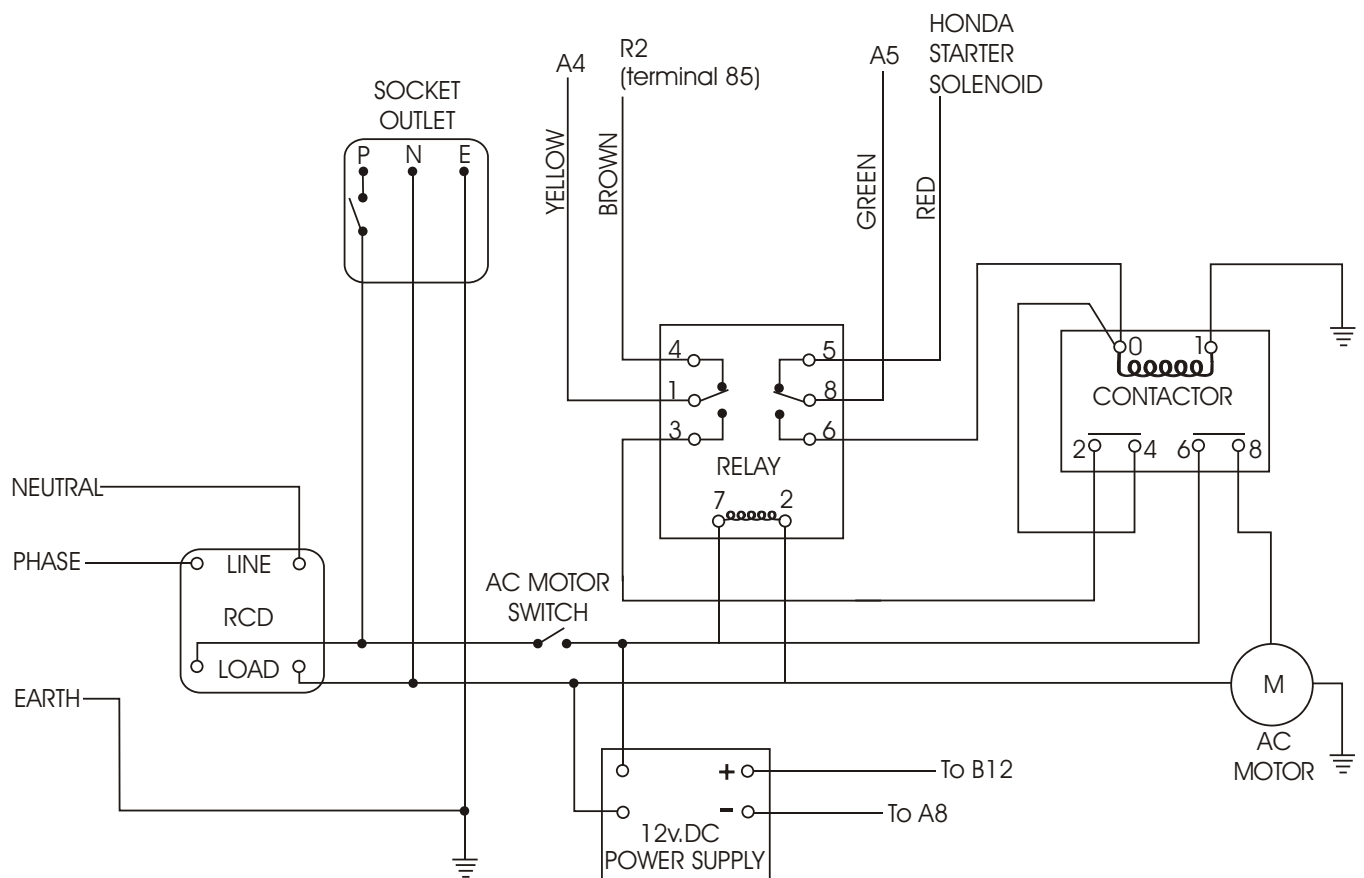 HONDA
STARTER
SOLENOID
A4
R2
(terminal 85)
A5
SOCKET
OUTLET
P N E
YELLOW
BROWN
GREEN
RED
4
1
3
5
8
6
RELAY
7 2
0 1
CONTACTOR
2 4 6 8
NEUTRAL
PHASE
LINE
RCD
LOAD
EARTH
AC MOTOR
SWITCH
M
AC
MOTOR
+
To B12
-
To A8
12v.DC
POWER SUPPLY